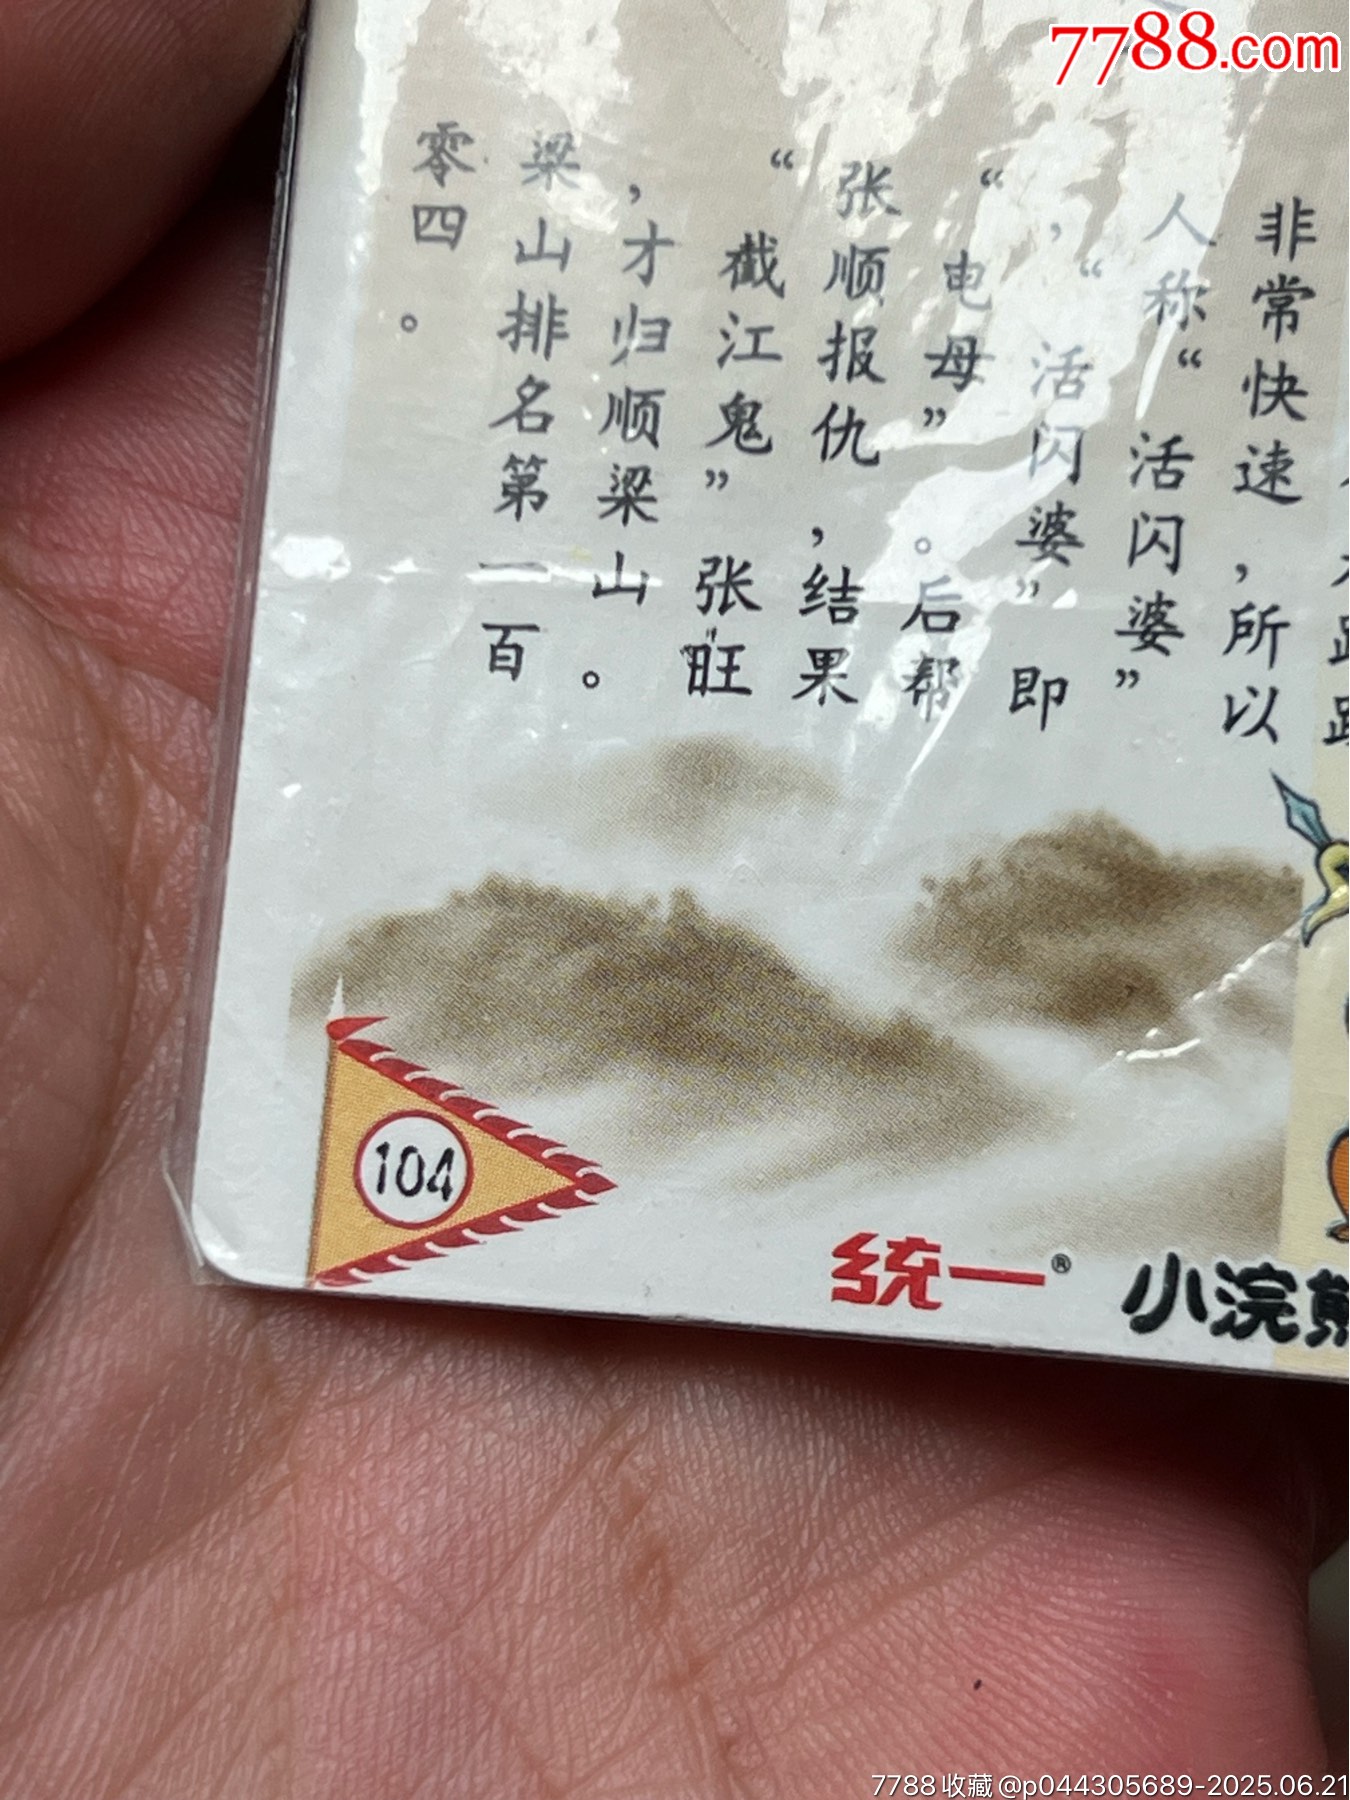 7788.com
非常快速，所以
人称“活闪婆”
，“活闪婆”即
“电母”。后帮
张顺报仇，结果
“截江鬼”张旺
，才归顺梁山。
梁山排名第一百
零四。
104
统一® 小浣熊
7788收藏@p044305689-2025.06.21